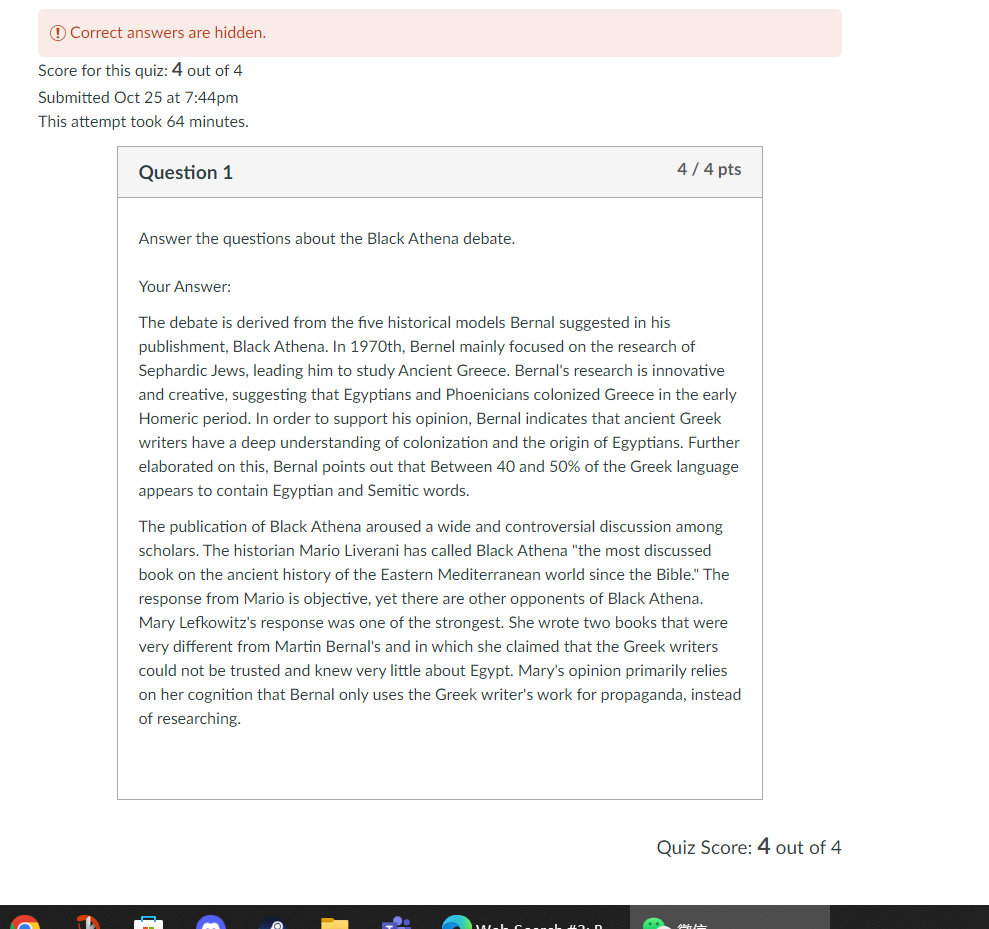 Correct answers are hidden.
Score for this quiz: 4 out of 4
Submitted Oct 25 at 7:44pm
This attempt took 64 minutes.
Question 1
4 / 4 pts
Answer the questions about the Black Athena debate.
Your Answer:
The debate is derived from the five historical models Bernal suggested in his
publishment, Black Athena. In 1970th, Bernel mainly focused on the research of
Sephardic Jews, leading him to study Ancient Greece. Bernal's research is innovative
and creative, suggesting that Egyptians and Phoenicians colonized Greece in the early
Homeric period. In order to support his opinion, Bernal indicates that ancient Greek
writers have a deep understanding of colonization and the origin of Egyptians. Further
elaborated on this, Bernal points out that Between 40 and 50% of the Greek language
appears to contain Egyptian and Semitic words.
The publication of Black Athena aroused a wide and controversial discussion among
scholars. The historian Mario Liverani has called Black Athena "the most discussed
book on the ancient history of the Eastern Mediterranean world since the Bible." The
response from Mario is objective, yet there are other opponents of Black Athena.
Mary Lefkowitz's response was one of the strongest. She wrote two books that were
very different from Martin Bernal's and in which she claimed that the Greek writers
could not be trusted and knew very little about Egypt. Mary's opinion primarily relies
on her cognition that Bernal only uses the Greek writer's work for propaganda, instead
of researching.
Quiz Score: 4 out of 4
Web Search #2: B
微信